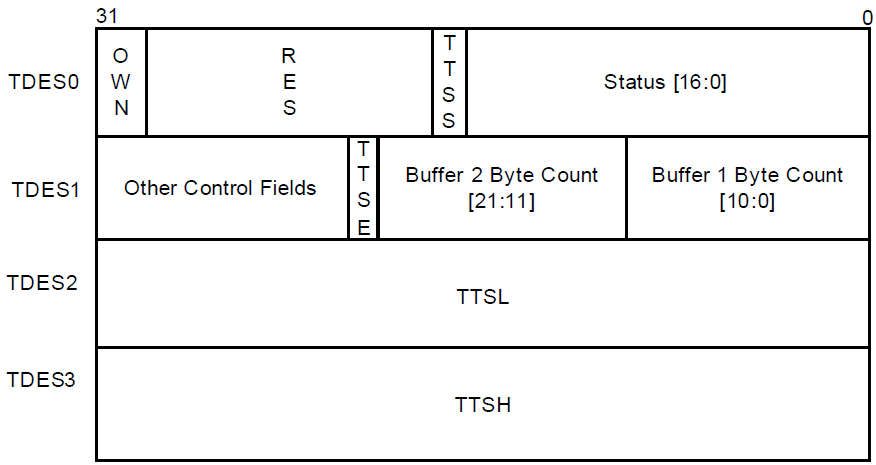 31
0
TDES0
OWN
RES
TTSS
Status [16:0]
TDES1
Other Control Fields
TTSE
Buffer 2 Byte Count
[21:11]
Buffer 1 Byte Count
[10:0]
TDES2
TTSL
TDES3
TTSH